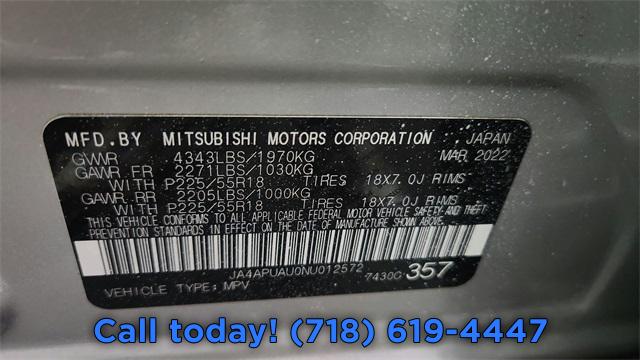 MFD. BY MITSUBISHI MOTORS CORPORATION JAPAN
GVWR 4343LBS/1970KG MAR 2022
GAWR FR 2271LBS/1030KG
WITH P225/55R18 TIRES 18X7.0J RIMS
GAWR RR 2205LBS/1000KG
WITH P225/55R18 TIRES 18X7.0J RIMS
THIS VEHICLE CONFORMS TO ALL APPLICABLE FEDERAL MOTOR VEHICLE SAFETY AND THEFT
PREVENTION STANDARDS IN EFFECT ON THE DATE OF MANUFACTURE SHOWN ABOVE.
JA4APUAU0NU012572 7430G 357
VEHICLE TYPE: MPV
Call today! (718) 619-4447